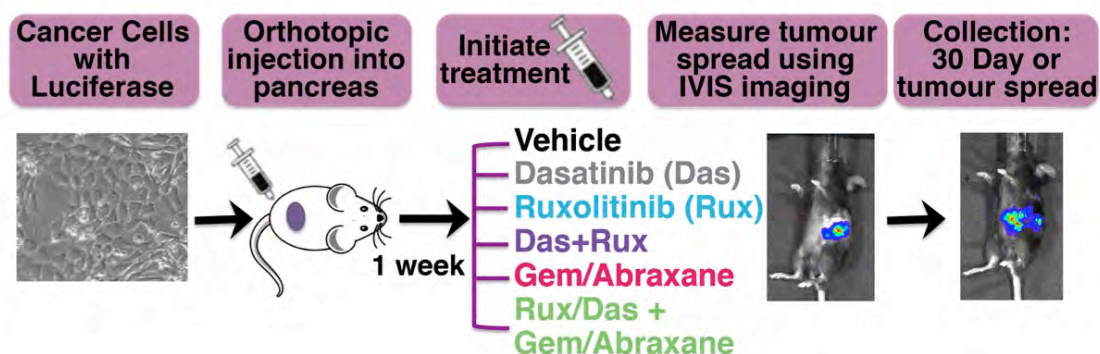 Cancer Cells
with
Luciferase
Orthotopic
injection into
pancreas
Initiate
treatment
Measure tumour
spread using
IVIS imaging
Collection:
30 Day or
tumour spread
1 week
Vehicle
Dasatinib (Das)
Ruxolitinib (Rux)
Das+Rux
Gem/Abraxane
Rux/Das +
Gem/Abraxane